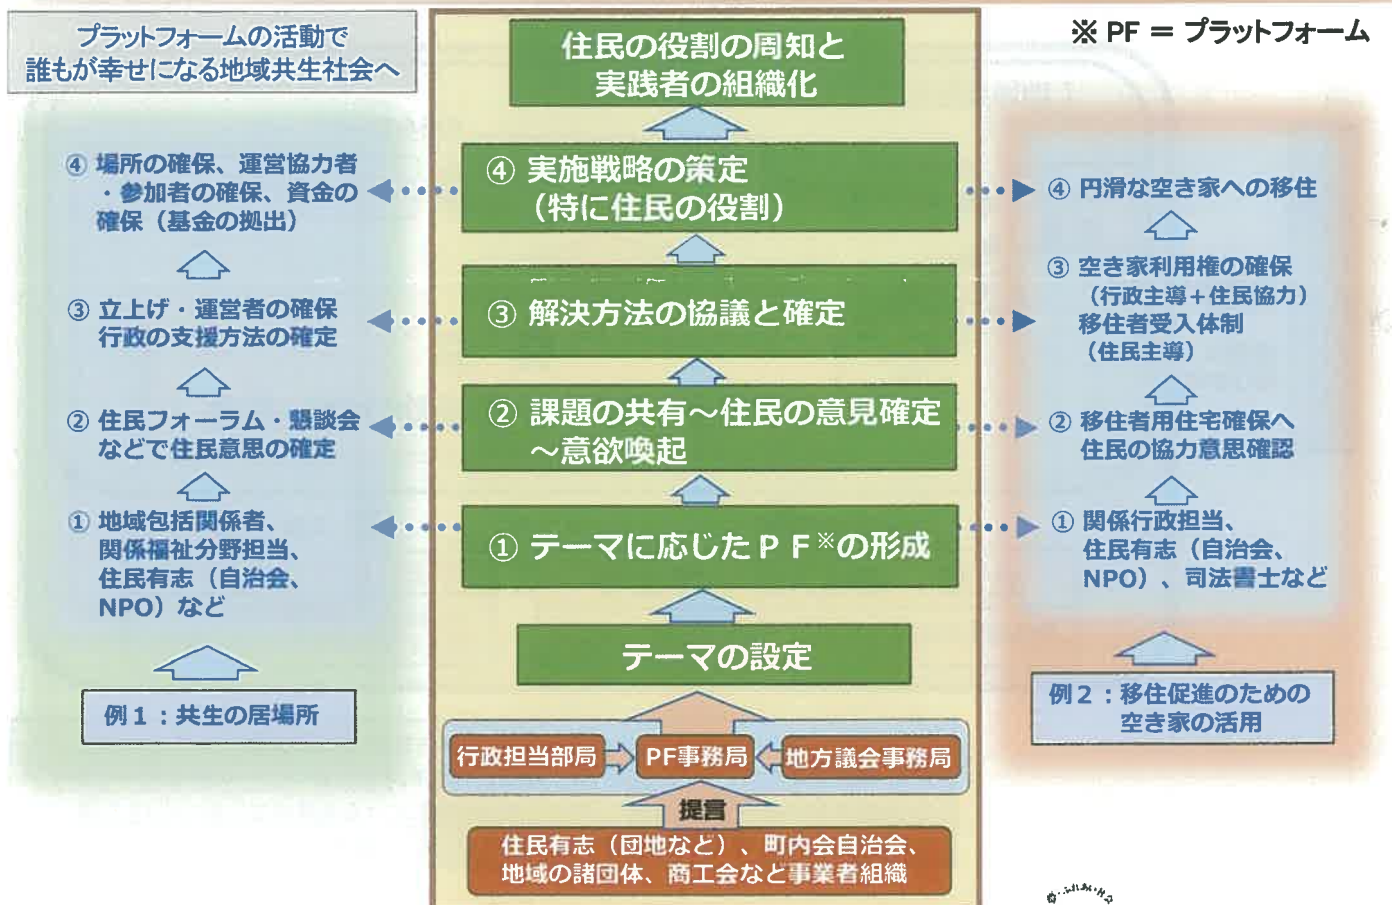 プラットフォームの活動で
誰もが幸せになる地域共生社会へ
※ PF = プラットフォーム
住民の役割の周知と
実践者の組織化
④ 実施戦略の策定
（特に住民の役割）
③ 解決方法の協議と確定
② 課題の共有～住民の意見確定
～意欲喚起
① テーマに応じたＰＦ※の形成
テーマの設定
行政担当部局
PF事務局
地方議会事務局
提言
住民有志（団地など）、町内会自治会、
地域の諸団体、商工会など事業者組織
④ 場所の確保、運営協力者
・参加者の確保、資金の
確保（基金の拠出）
③ 立上げ・運営者の確保
行政の支援方法の確定
② 住民フォーラム・懇談会
などで住民意思の確定
① 地域包括関係者、
関係福祉分野担当、
住民有志（自治会、
NPO）など
例１：共生の居場所
④ 円滑な空き家への移住
③ 空き家利用権の確保
（行政主導＋住民協力）
移住者受入体制
（住民主導）
② 移住者用住宅確保へ
住民の協力意思確認
① 関係行政担当、
住民有志（自治会、
NPO）、司法書士など
例２：移住促進のための
空き家の活用